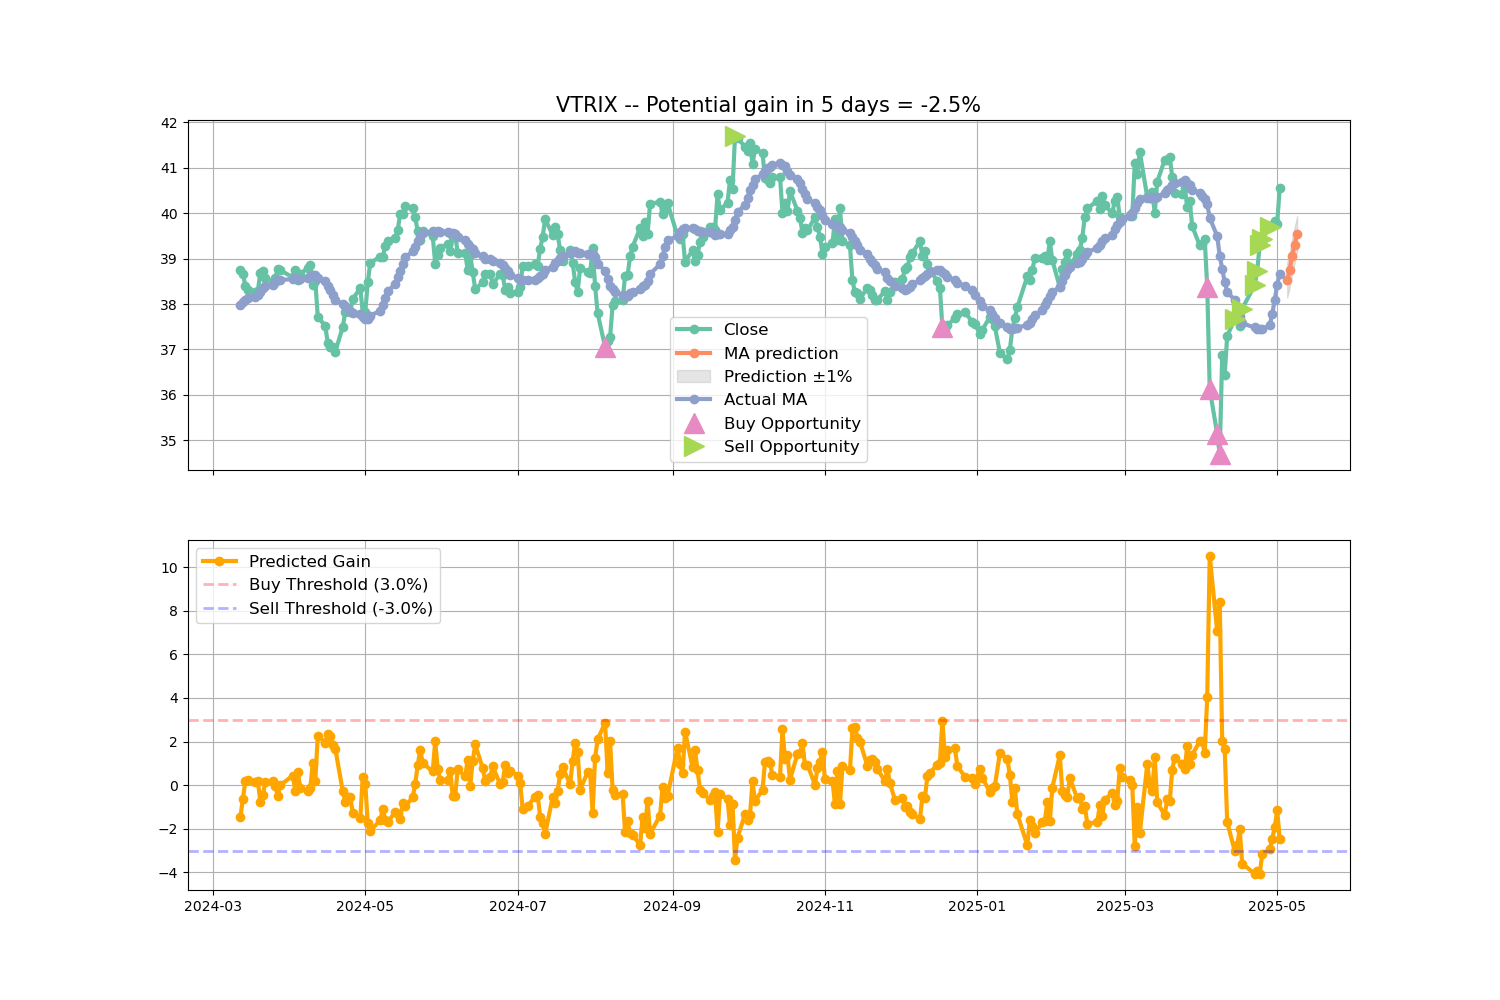 VTRIX -- Potential gain in 5 days = -2.5%
42
41
40
39
38
37
36
35
Close
MA prediction
Prediction ±1%
Actual MA
Buy Opportunity
Sell Opportunity
Predicted Gain
Buy Threshold (3.0%)
Sell Threshold (-3.0%)
10
8
6
4
2
0
−2
−4
2024-03 2024-05 2024-07 2024-09 2024-11 2025-01 2025-03 2025-05